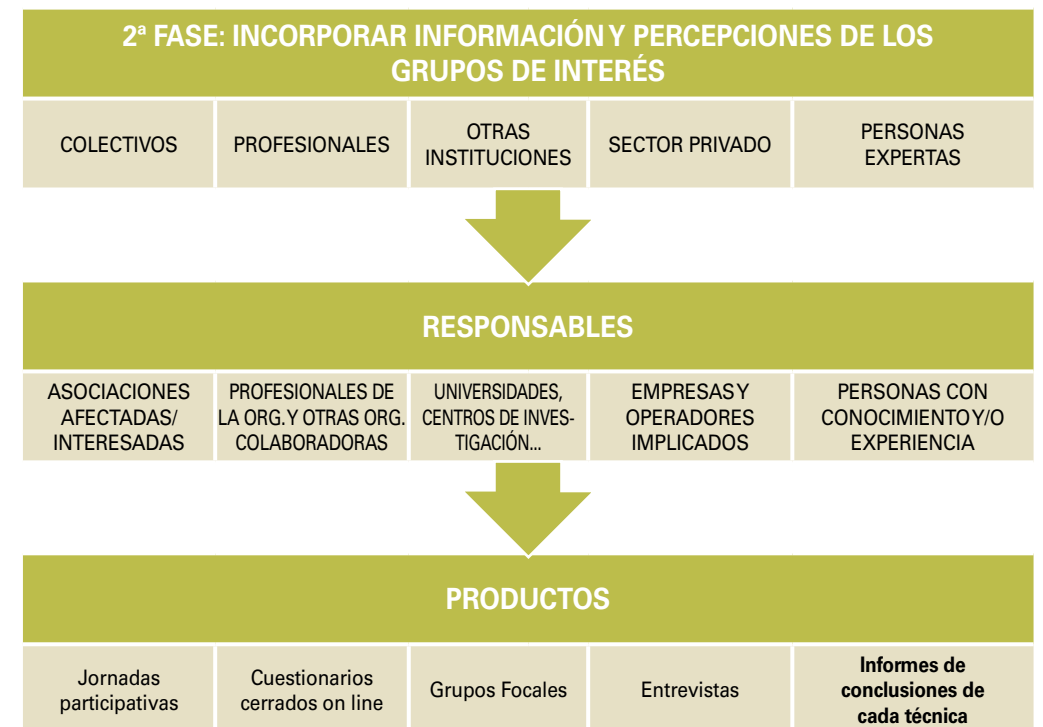 2ª FASE: INCORPORAR INFORMACIÓN Y PERCEPCIONES DE LOS
GRUPOS DE INTERÉS
COLECTIVOS
PROFESIONALES
OTRAS
INSTITUCIONES
SECTOR PRIVADO
PERSONAS
EXPERTAS
RESPONSABLES
ASOCIACIONES
AFECTADAS/
INTERESADAS
PROFESIONALES DE
LA ORG. Y OTRAS ORG.
COLABORADORAS
UNIVERSIDADES,
CENTROS DE INVES-
TIGACIÓN...
EMPRESAS Y
OPERADORES
IMPLICADOS
PERSONAS CON
CONOCIMIENTO Y/O
EXPERIENCIA
PRODUCTOS
Jornadas
participativas
Cuestionarios
cerrados on line
Grupos Focales
Entrevistas
Informes de
conclusiones de
cada técnica